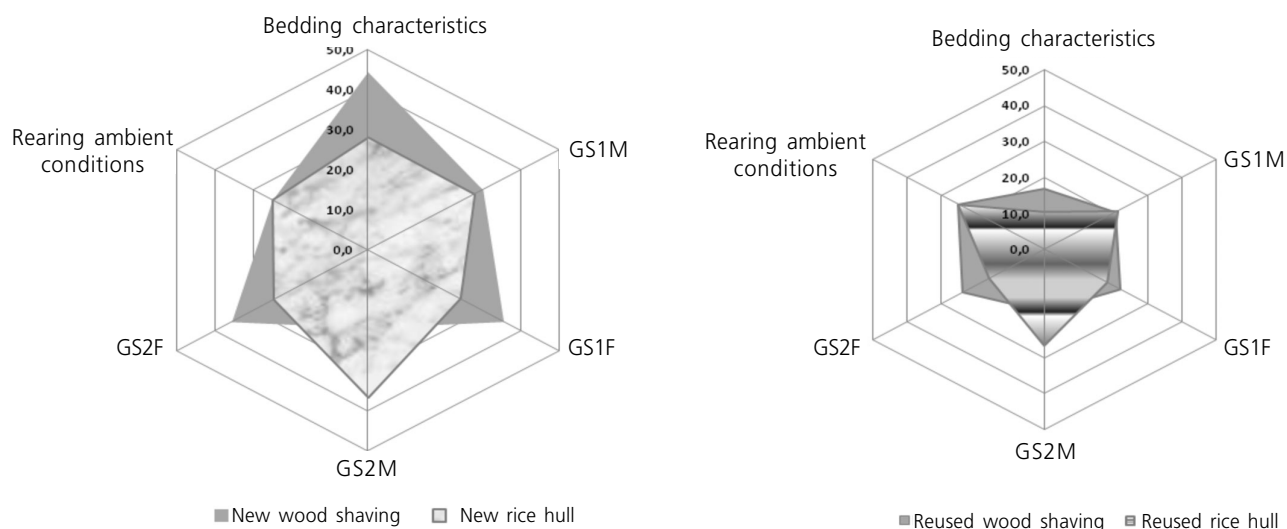 Bedding characteristics
50,0
40,0
30,0
20,0
10,0
0,0
Rearing ambient
conditions
GS1M
GS2F
GS1F
GS2M
New wood shaving New rice hull
Bedding characteristics
50,0
40,0
30,0
20,0
10,0
0,0
Rearing ambient
conditions
GS1M
GS2F
GS1F
GS2M
Reused wood shaving Reused rice hull